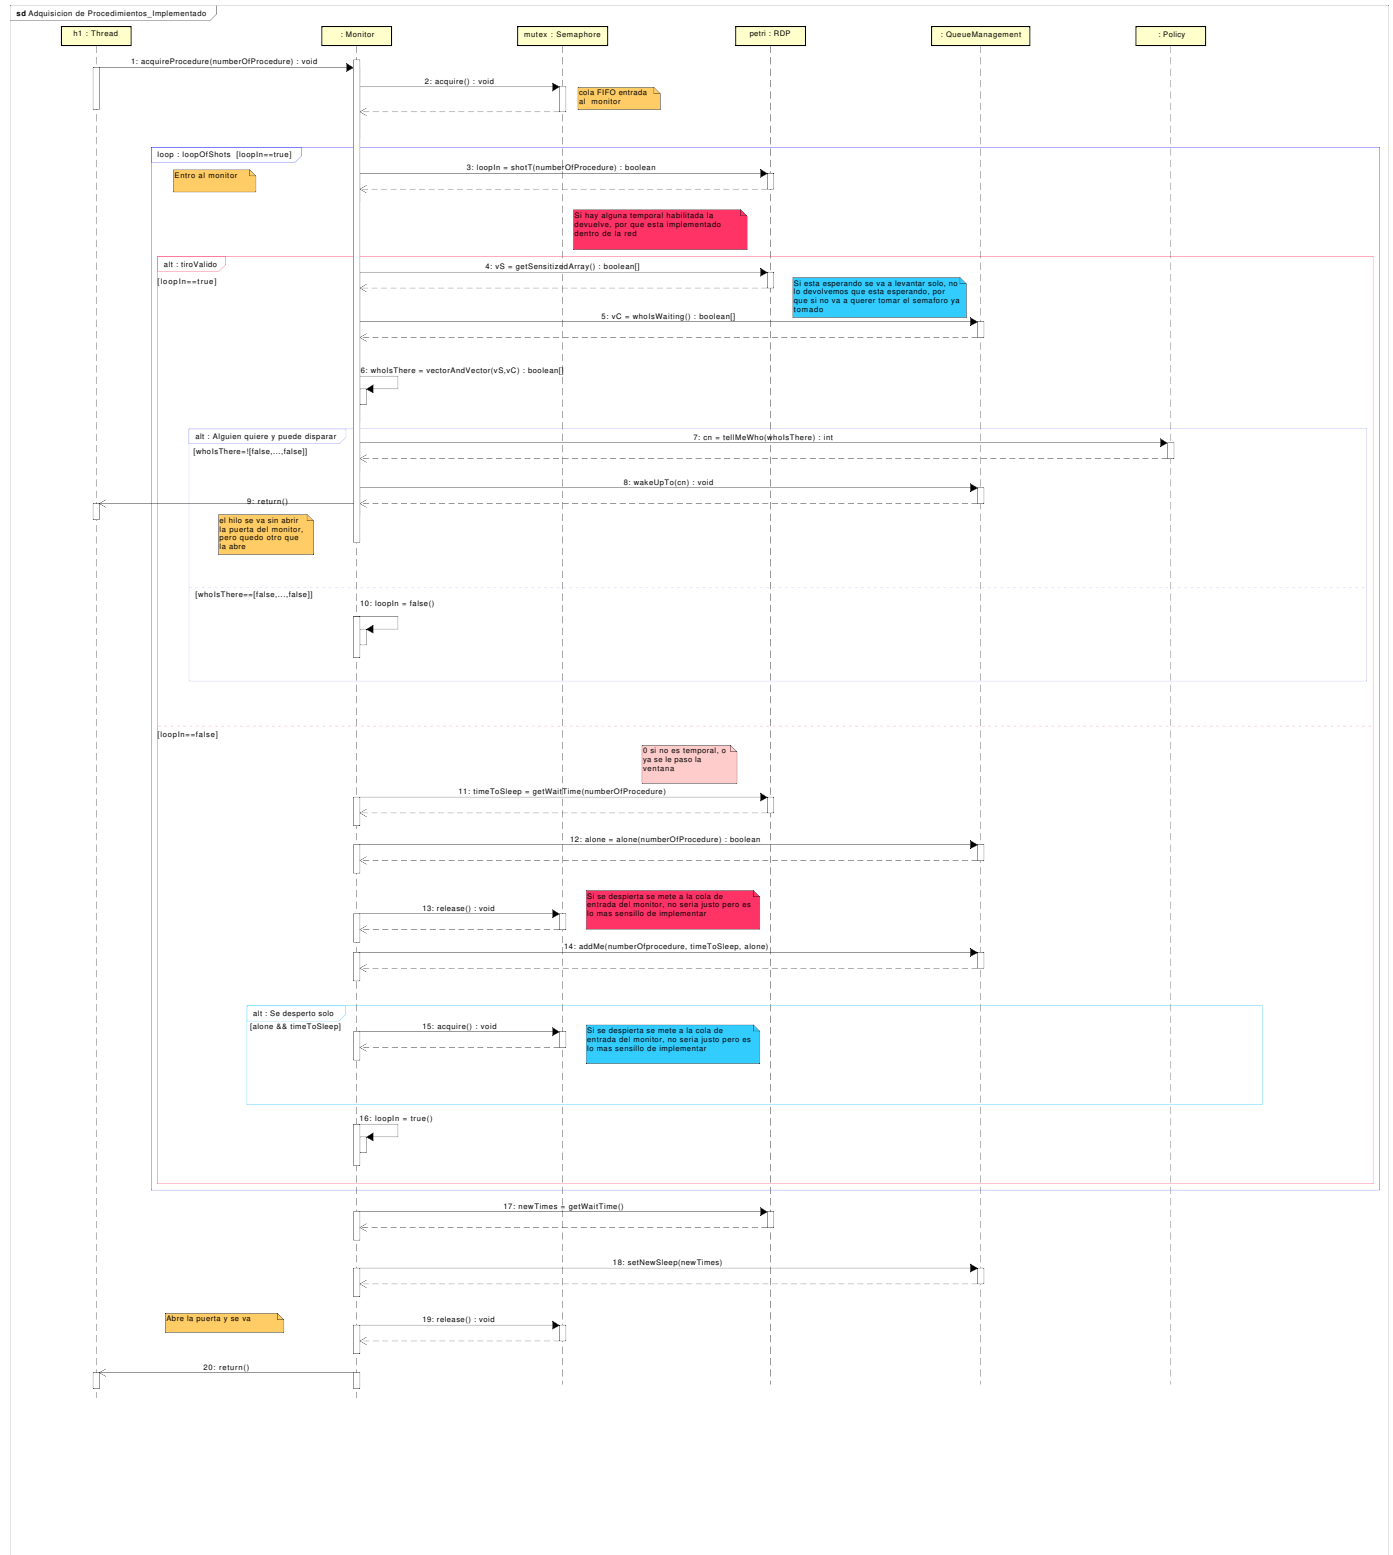 sd Adquisicion de Procedimientos_Implementado
h1 : Thread
: Monitor
mutex : Semaphore
petri : RDP
: QueueManagement
: Policy
1: acquireProcedure(numberOfProcedure) : void
2: acquire() : void
cola FIFO entrada
al monitor
loop : loopOfShots [loopIn==true]
3: loopIn = shotT(numberOfProcedure) : boolean
Entro al monitor
Si hay alguna temporal habilitada la
devuelve, por que esta implementado
dentro de la red
alt : tiroValido
4: vS = getSensitizedArray() : boolean[]
[loopIn==true]
Si esta esperando se va a levantar solo, no
lo devolvemos que esta esperando, por
que si no va a querer tomar el semaforo ya
tomado
5: vC = whoIsWaiting() : boolean[]
6: whoIsThere = vectorAndVector(vS,vC) : boolean[]
alt : Alguien quiere y puede disparar
7: cn = tellMeWho(whoIsThere) : int
[whoIsThere=![false,...,false]]
8: wakeUpTo(cn) : void
9: return()
el hilo se va sin abrir
la puerta del monitor,
pero quedo otro que
la abre
[whoIsThere==[false,...,false]]
10: loopIn = false()
[loopIn==false]
0 si no es temporal, o
ya se le paso la
ventana
11: timeToSleep = getWaitTime(numberOfProcedure)
12: alone = alone(numberOfProcedure) : boolean
Si se despierta se mete a la cola de
entrada del monitor, no seria justo pero es
lo mas sensillo de implementar
13: release() : void
14: addMe(numberOfprocedure, timeToSleep, alone)
alt : Se desperto solo
[alone && timeToSleep]
15: acquire() : void
Si se despierta se mete a la cola de
entrada del monitor, no seria justo pero es
lo mas sensillo de implementar
16: loopIn = true()
17: newTimes = getWaitTime()
18: setNewSleep(newTimes)
Abre la puerta y se va
19: release() : void
20: return()